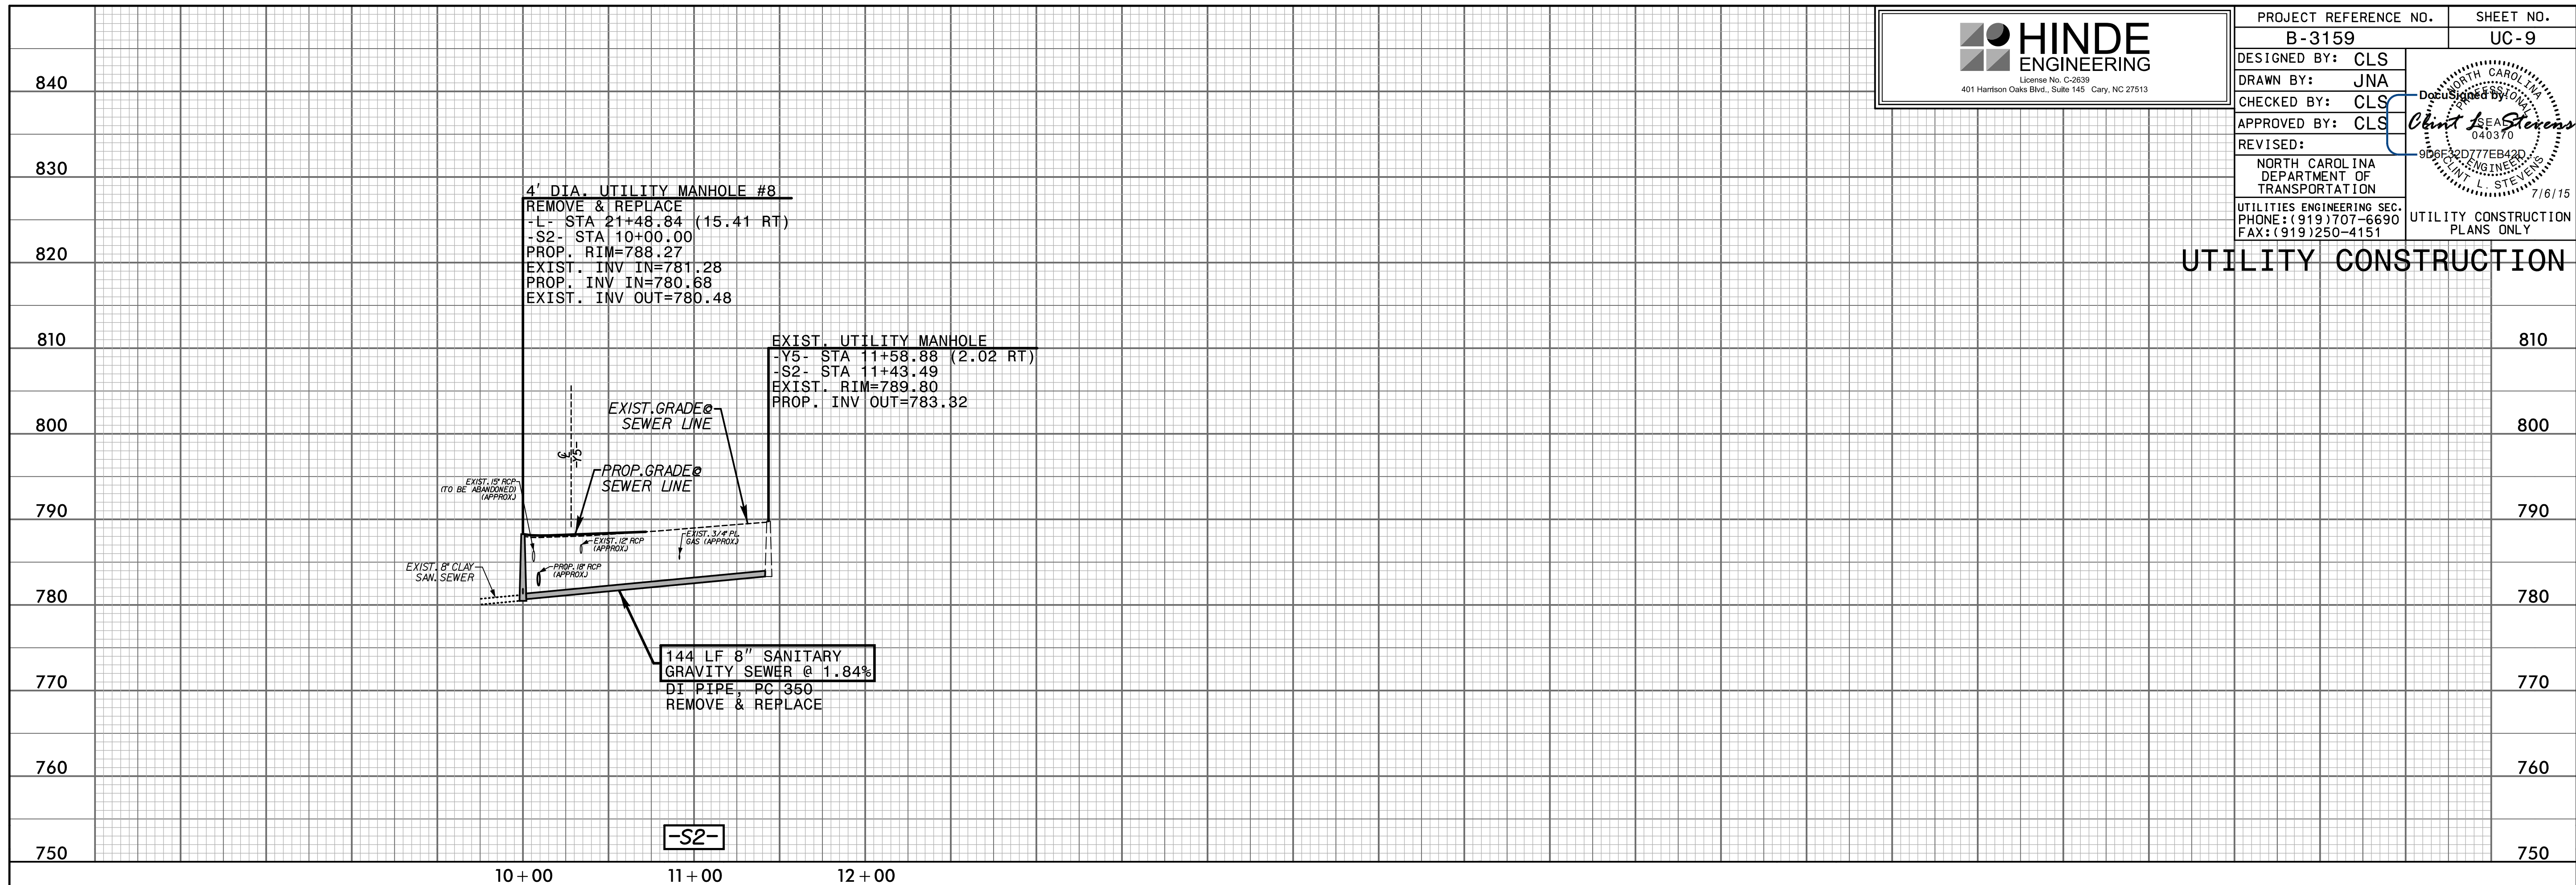 HINDE
ENGINEERING
License No. C-2639
401 Harrison Oaks Blvd., Suite 145 Cary, NC 27513
PROJECT REFERENCE NO.
SHEET NO.
B-3159
UC-9
DESIGNED BY: CLS
DRAWN BY: JNA
CHECKED BY: CLS
APPROVED BY: CLS
REVISED:
NORTH CAROLINA
DEPARTMENT OF
TRANSPORTATION
UTILITIES ENGINEERING SEC.
PHONE:(919)707-6690
FAX:(919)250-4151
DocuSigned by:
NORTH CAROLINA
PROFESSIONAL
Clint L. Stevens
SEAL
040370
9D6F32D777EB42D...
ENGINEER
CLINT L. STEVENS
7/6/15
UTILITY CONSTRUCTION
PLANS ONLY
UTILITY CONSTRUCTION
840
830
820
810
800
790
780
770
760
750
4' DIA. UTILITY MANHOLE #8
REMOVE & REPLACE
-L- STA 21+48.84 (15.41 RT)
-S2- STA 10+00.00
PROP. RIM=788.27
EXIST. INV IN=781.28
PROP. INV IN=780.68
EXIST. INV OUT=780.48
EXIST. UTILITY MANHOLE
-Y5- STA 11+58.88 (2.02 RT)
-S2- STA 11+43.49
EXIST. RIM=789.80
PROP. INV OUT=783.32
EXIST. GRADE@
SEWER LINE
-Y5-
PROP. GRADE@
SEWER LINE
EXIST. 15" RCP
(TO BE ABANDONED)
(APPROX.)
EXIST. 12" RCP
(APPROX.)
EXIST. 3/4" PL.
GAS (APPROX.)
PROP. 18" RCP
(APPROX.)
EXIST. 8" CLAY
SAN. SEWER
144 LF 8" SANITARY
GRAVITY SEWER @ 1.84%
DI PIPE, PC 350
REMOVE & REPLACE
-S2-
10+00
11+00
12+00
810
800
790
780
770
760
750